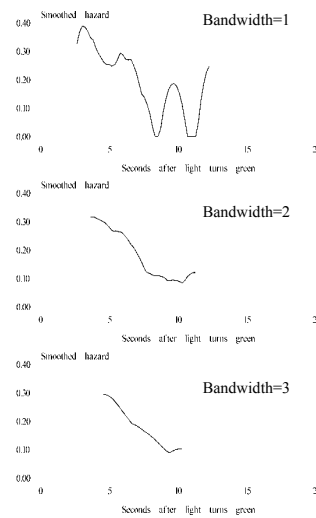 Smoothed hazard
Bandwidth=1
0.40
0.30
0.20
0.10
0.00
0 5 10 15 2
Seconds after light turns green
Smoothed hazard
Bandwidth=2
0.40
0.30
0.20
0.10
0.00
0 5 10 15 2
Seconds after light turns green
Smoothed hazard
0.40
Bandwidth=3
0.30
0.20
0.10
0.00
0 5 10 15 2
Seconds after light turns green